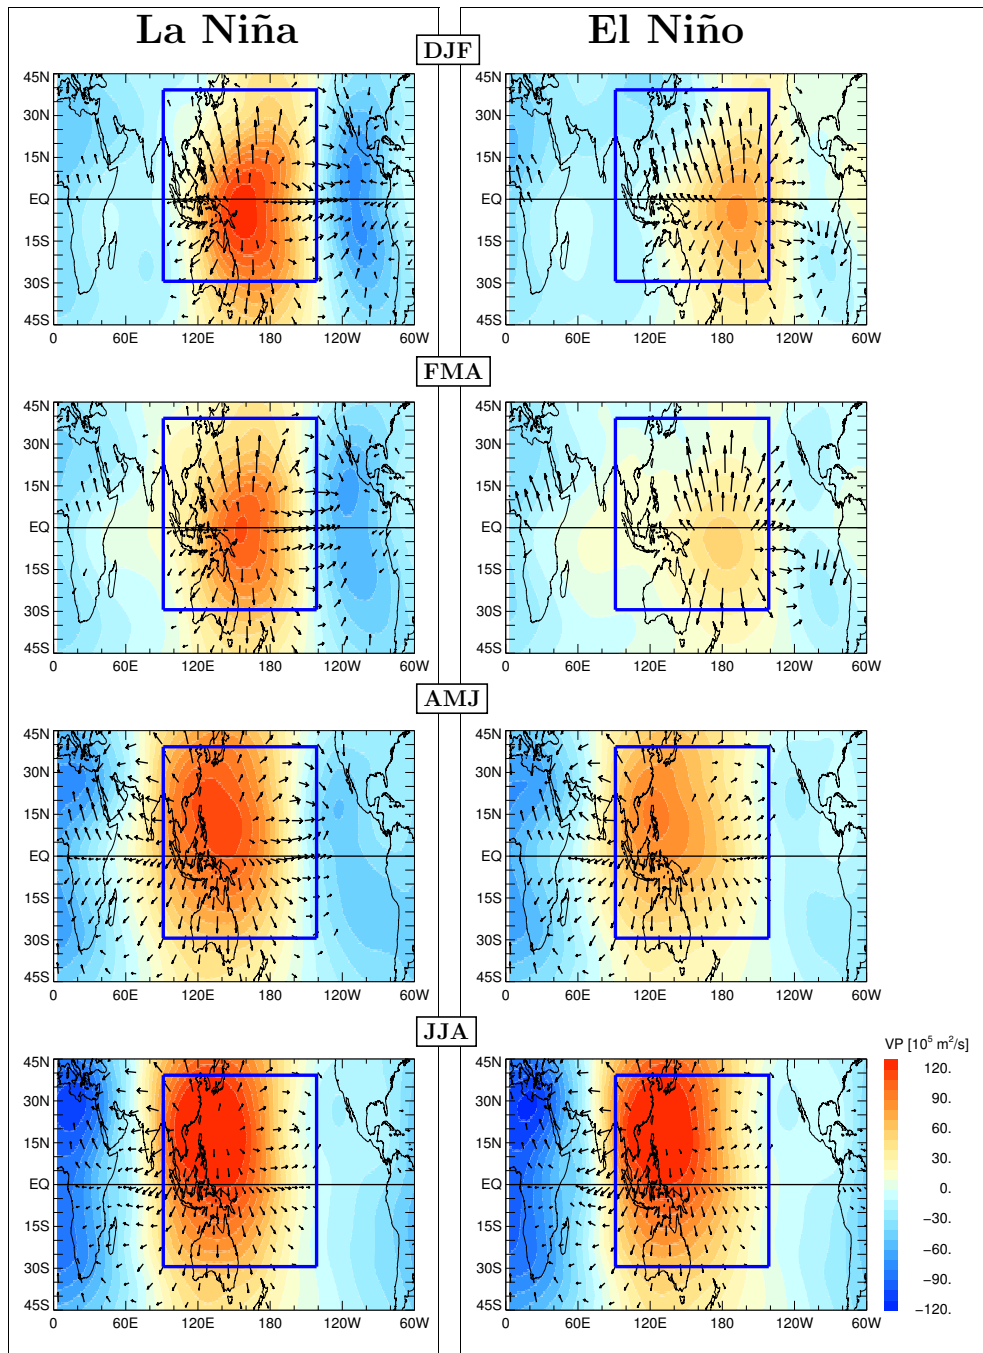 La Niña El Niño
DJF
45N 45N
30N 30N
15N 15N
EQ EQ
15S 15S
30S 30S
45S 45S
0 60E 120E 180 120W 60W 0 60E 120E 180 120W 60W
FMA
45N 45N
30N 30N
15N 15N
EQ EQ
15S 15S
30S 30S
45S 45S
0 60E 120E 180 120W 60W 0 60E 120E 180 120W 60W
AMJ
45N 45N
30N 30N
15N 15N
EQ EQ
15S 15S
30S 30S
45S 45S
0 60E 120E 180 120W 60W 0 60E 120E 180 120W 60W
JJA
45N 45N
30N 30N
15N 15N
EQ EQ
15S 15S
30S 30S
45S 45S
0 60E 120E 180 120W 60W 0 60E 120E 180 120W 60W
VP [10⁵ m²/s]
120.
90.
60.
30.
0.
−30.
−60.
−90.
−120.